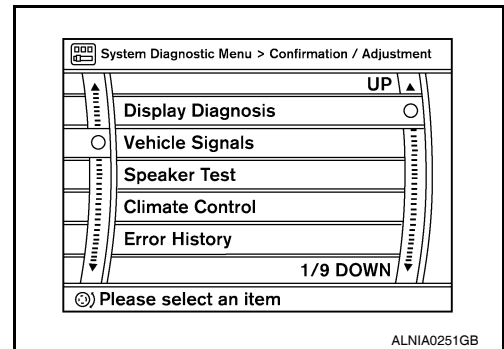 System Diagnostic Menu > Confirmation / Adjustment
UP
Display Diagnosis
Vehicle Signals
Speaker Test
Climate Control
Error History
1/9 DOWN
Please select an item
ALNIA0251GB